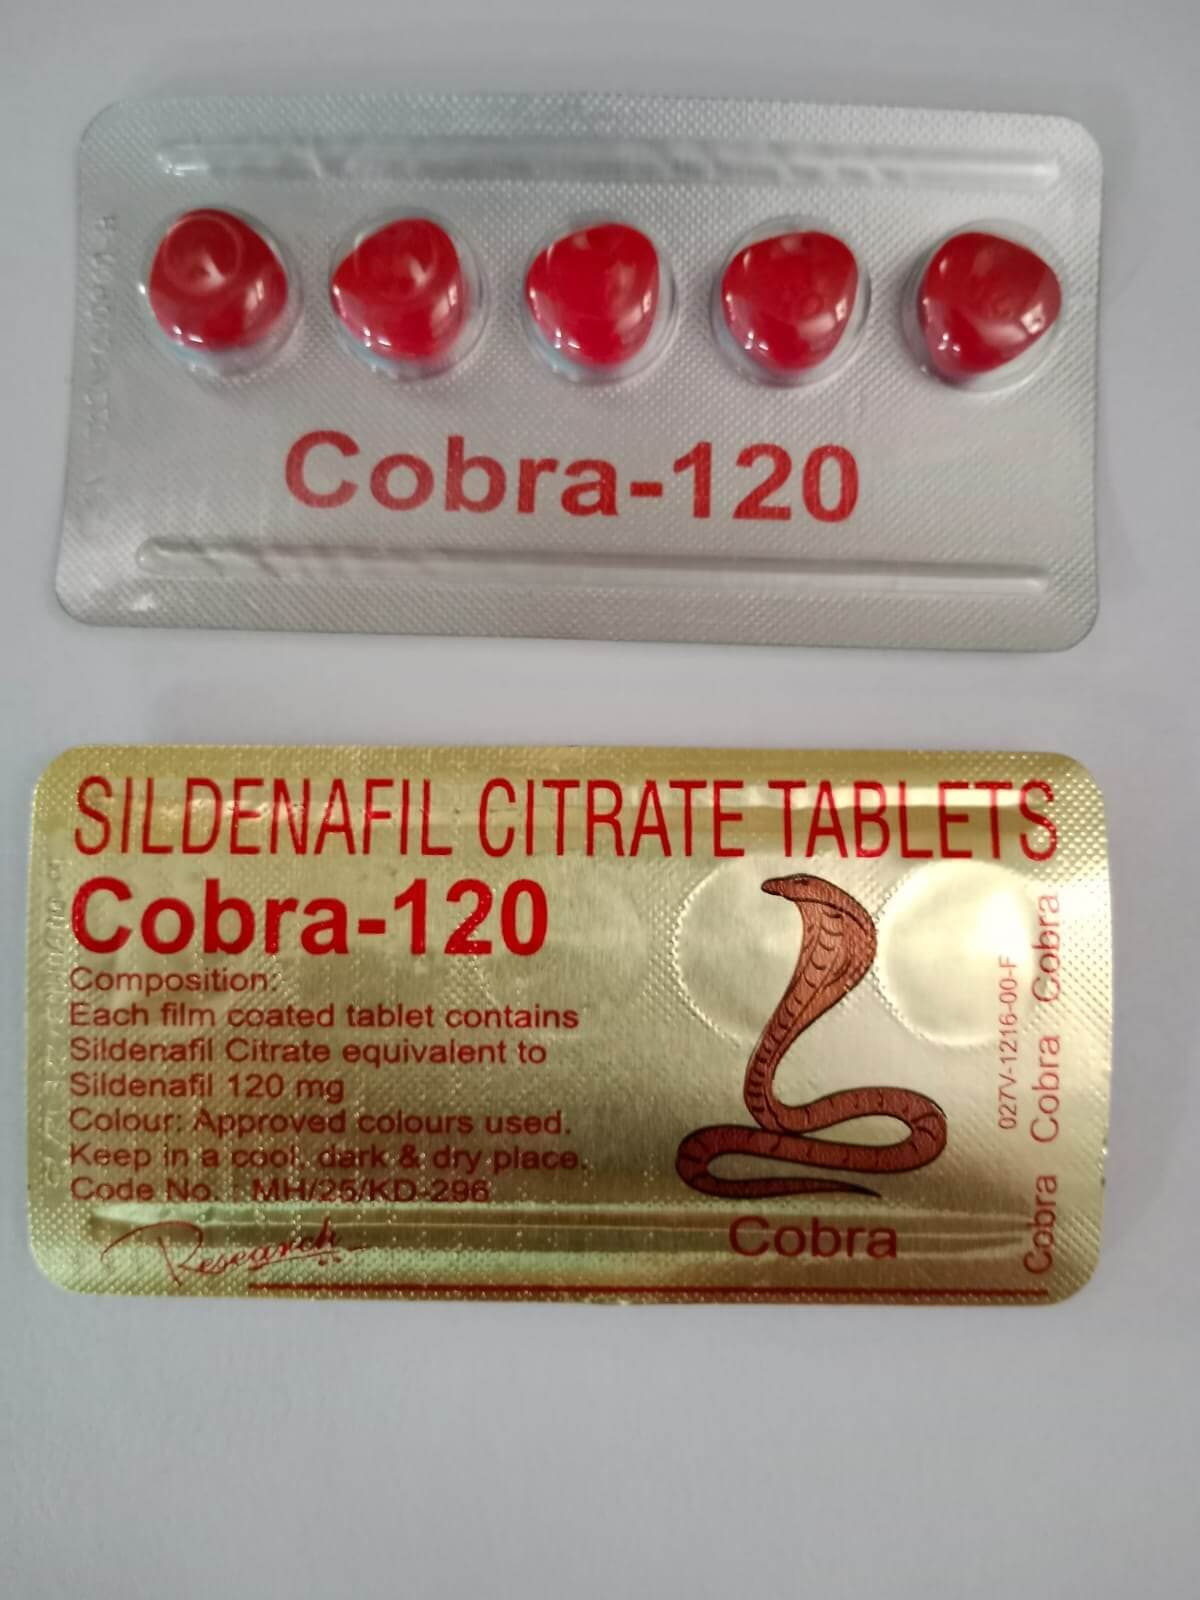 Cobra-120
SILDENAFIL CITRATE TABLETS
Cobra-120
Composition:
Each film coated tablet contains
Sildenafil Citrate equivalent to
Sildenafil 120 mg
Colour: Approved colours used.
Keep in a cool, dark & dry place.
Code No. : MH/25/KD-296
Research
Cobra
027V-1216-00-F
Cobra Cobra Cobra